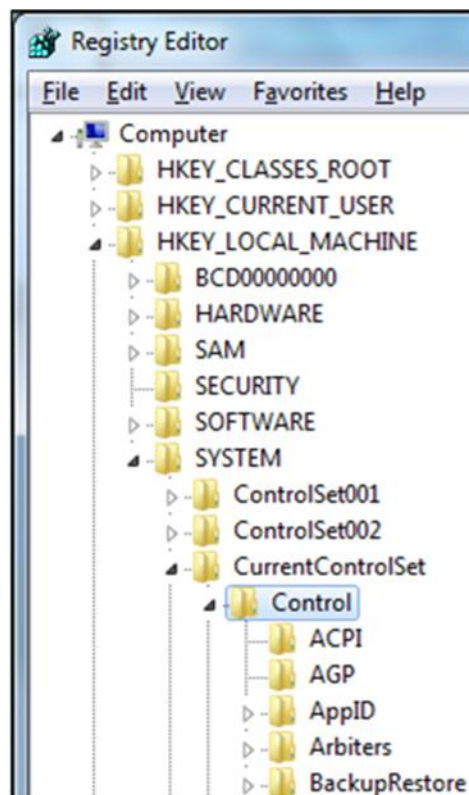 Registry Editor
File Edit View Favorites Help
Computer
HKEY_CLASSES_ROOT
HKEY_CURRENT_USER
HKEY_LOCAL_MACHINE
BCD00000000
HARDWARE
SAM
SECURITY
SOFTWARE
SYSTEM
ControlSet001
ControlSet002
CurrentControlSet
Control
ACPI
AGP
AppID
Arbiters
BackupRestore